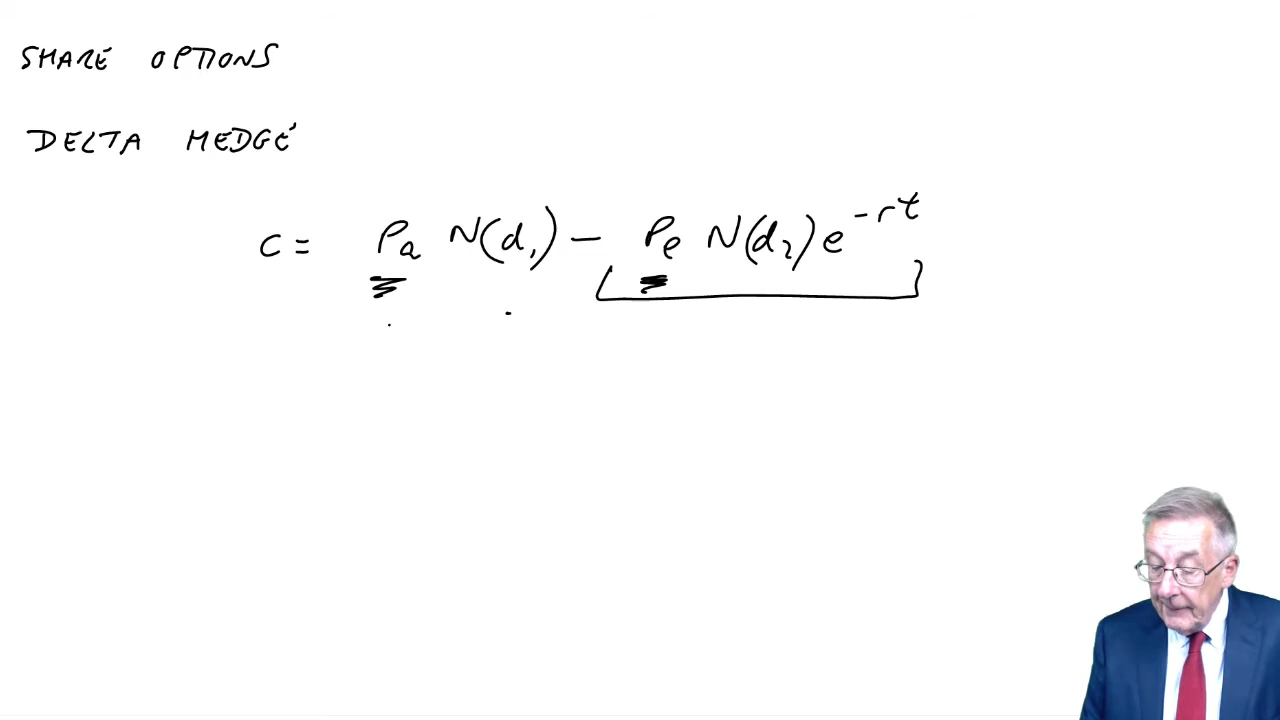 SHARE OPTIONS
DELTA HEDGE
c = Pₐ N(d₁) − Pₑ N(d₂) e^(−rt)